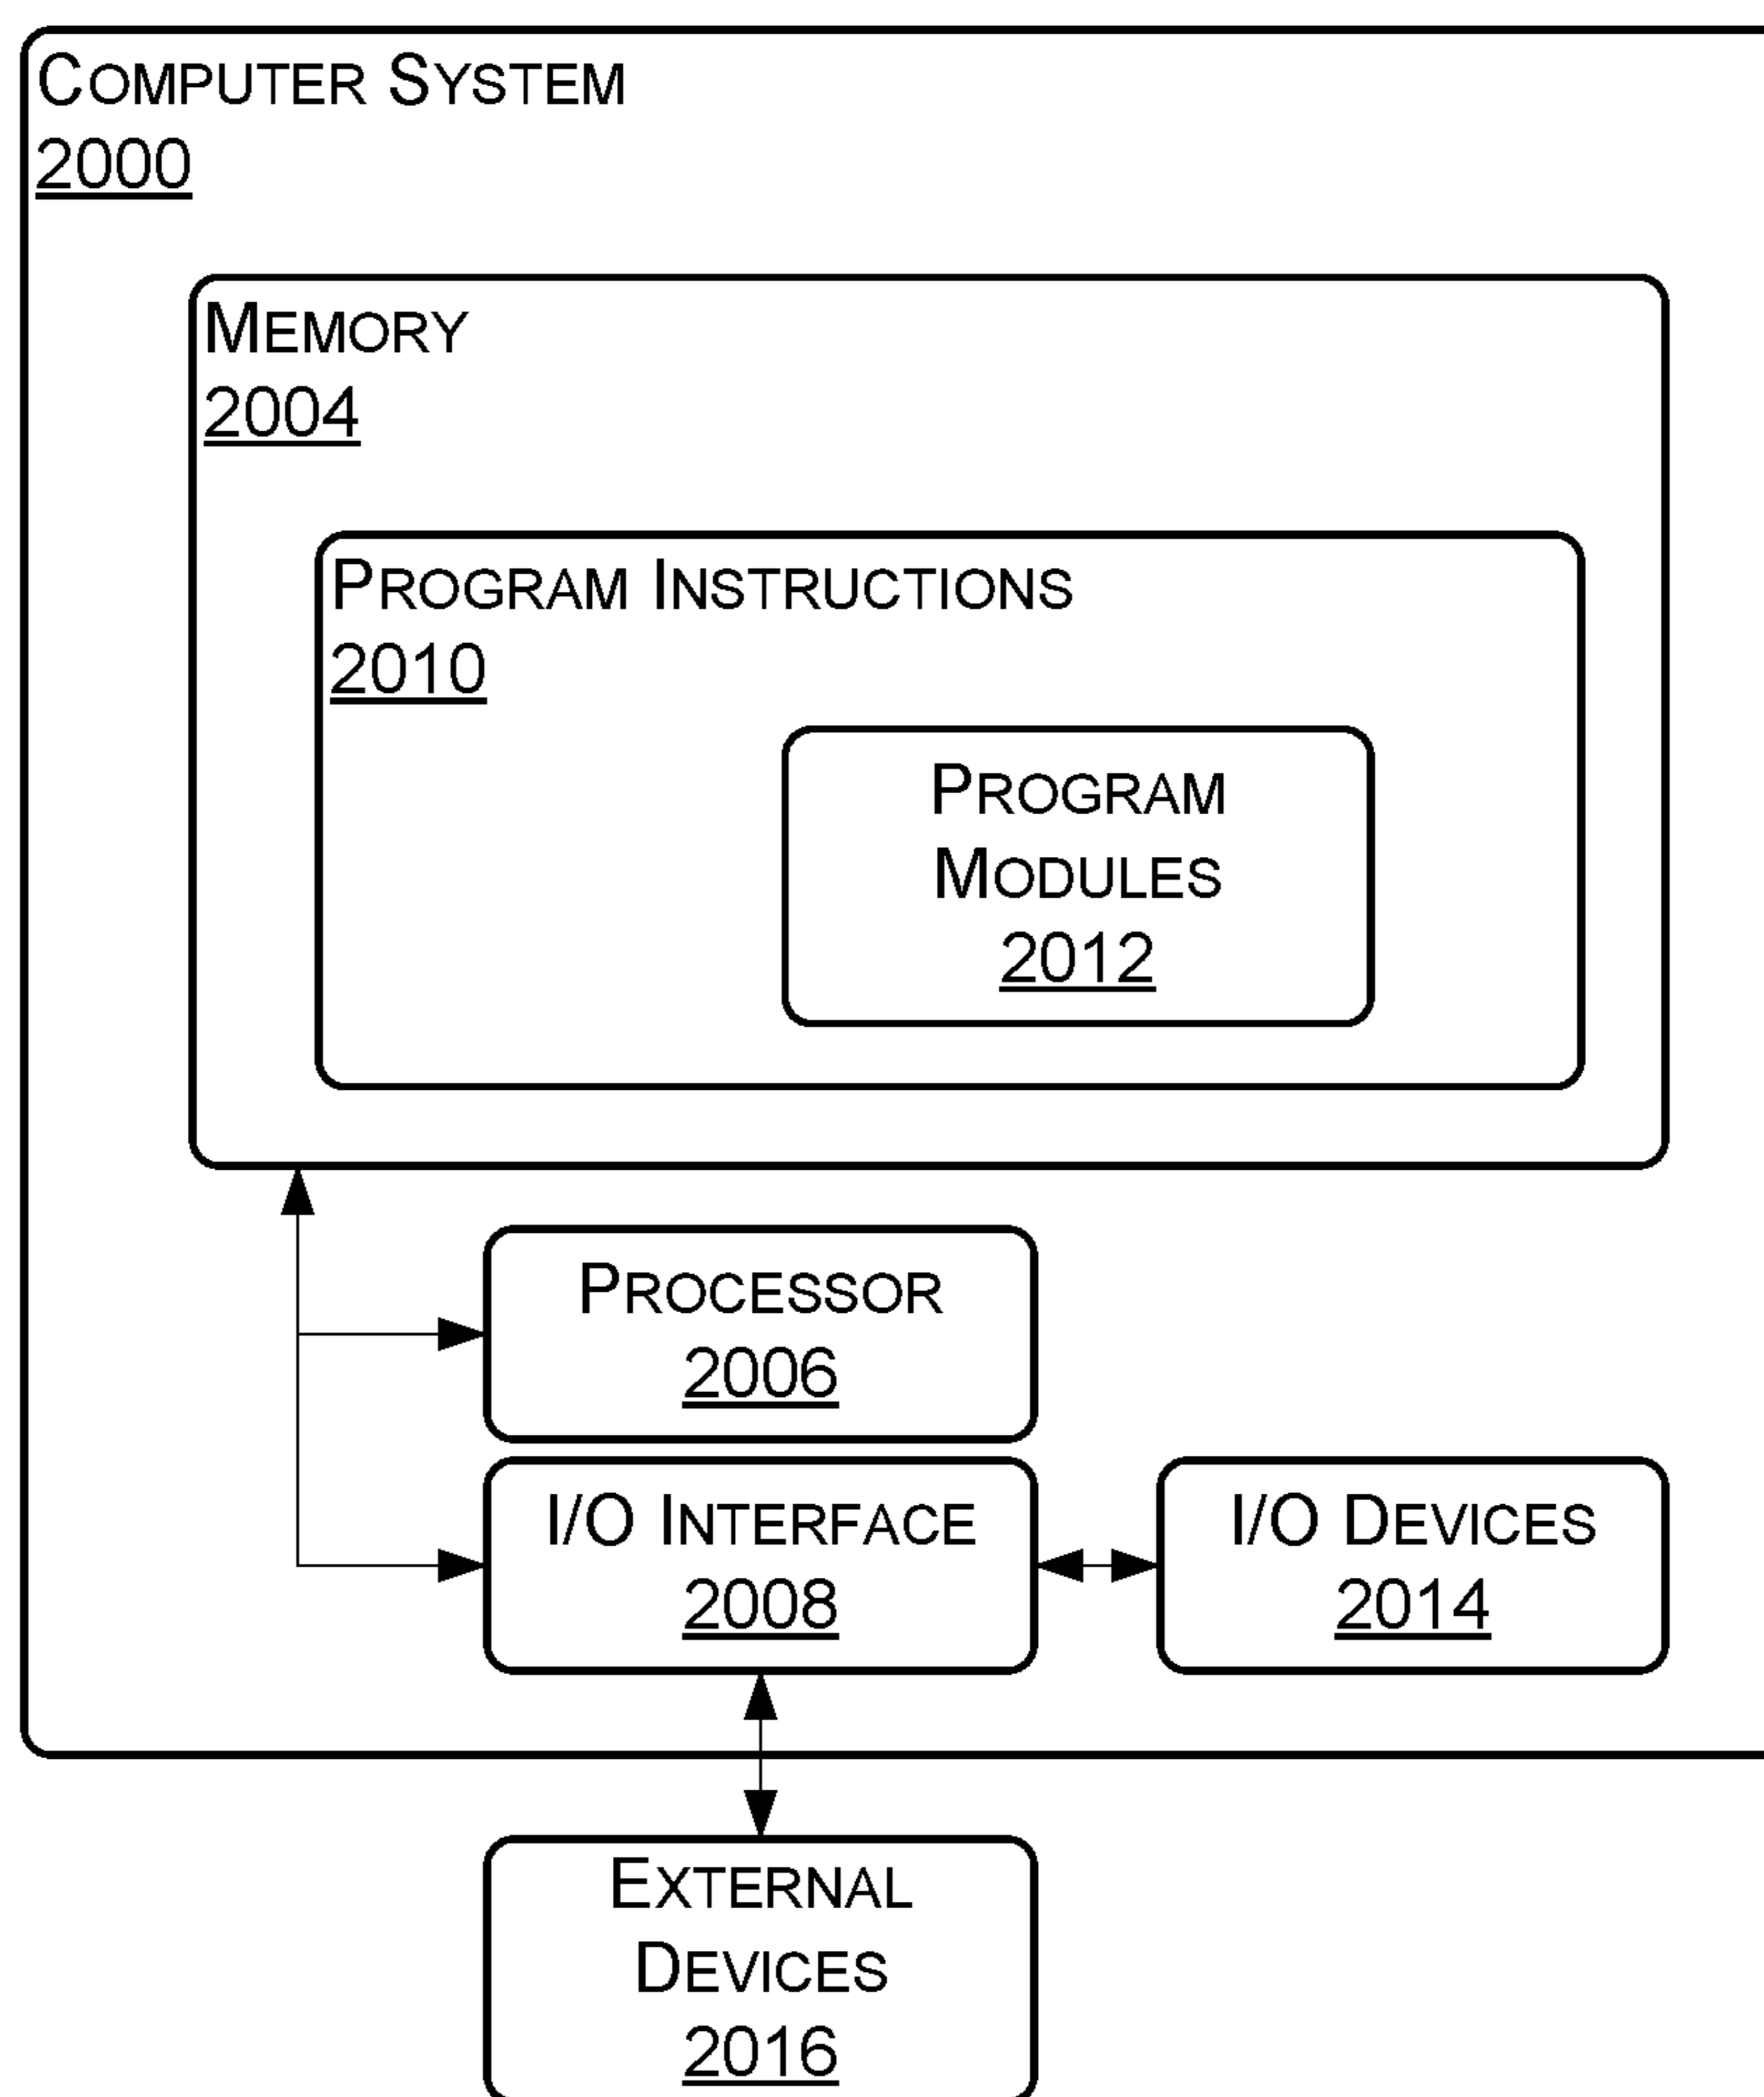 COMPUTER SYSTEM
2000
MEMORY
2004
PROGRAM INSTRUCTIONS
2010
PROGRAM
MODULES
2012
PROCESSOR
2006
I/O INTERFACE
2008
I/O DEVICES
2014
EXTERNAL
DEVICES
2016